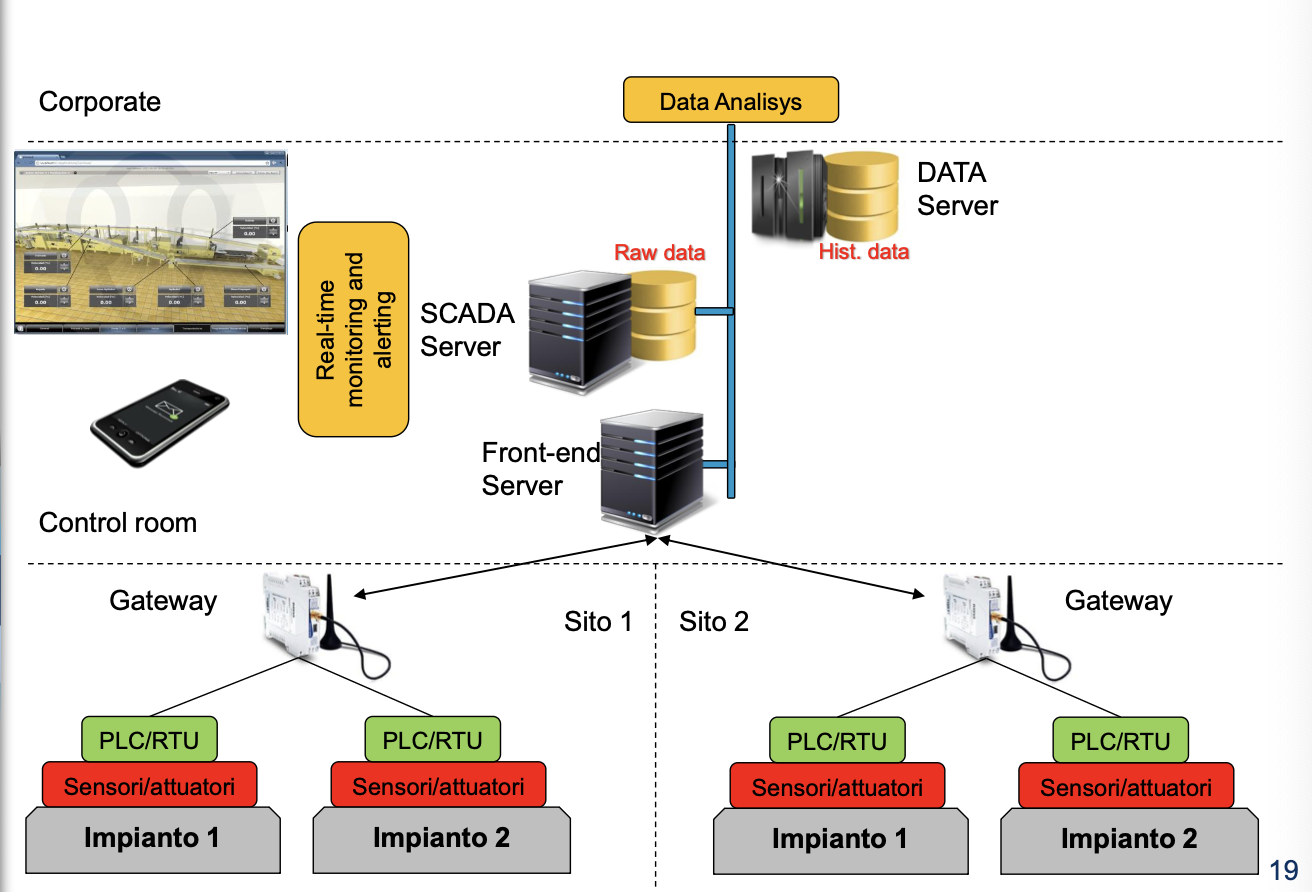 Corporate
Data Analisys
DATA
Server
Hist. data
Raw data
SCADA
Server
Real-time
monitoring and
alerting
Front-end
Server
Control room
Gateway
Sito 1
Sito 2
Gateway
PLC/RTU
PLC/RTU
PLC/RTU
PLC/RTU
Sensori/attuatori
Sensori/attuatori
Sensori/attuatori
Sensori/attuatori
Impianto 1
Impianto 2
Impianto 1
Impianto 2
19